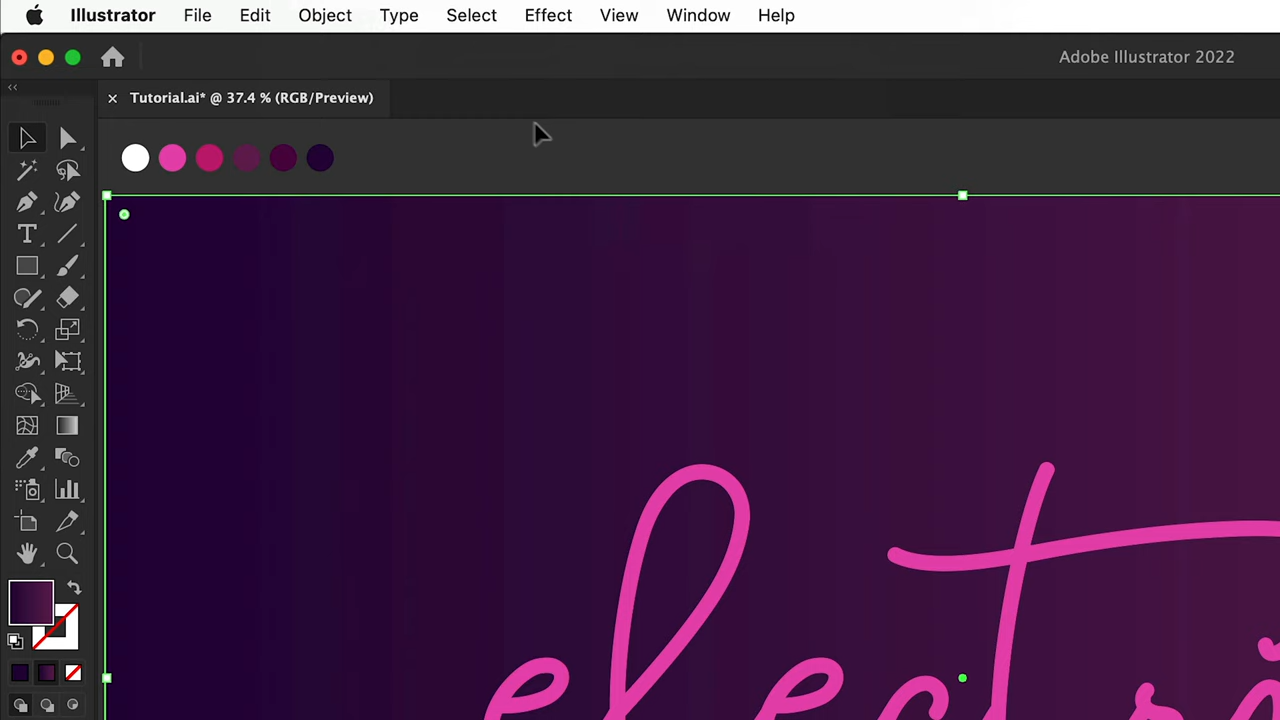 Illustrator File Edit Object Type Select Effect View Window Help
Adobe Illustrator 2022
Tutorial.ai* @ 37.4 % (RGB/Preview)